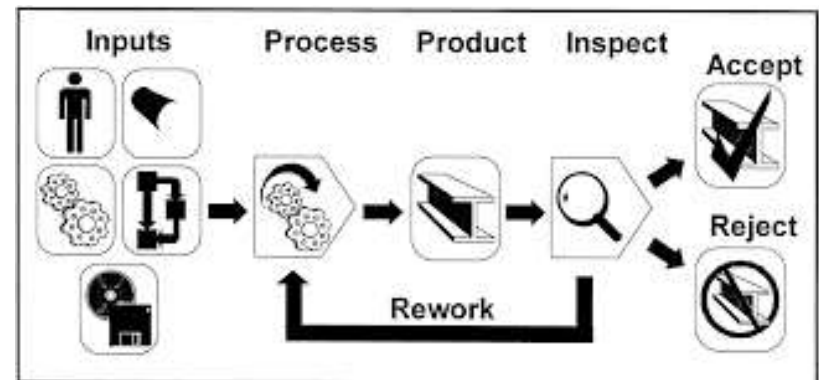 Inputs
Process
Product
Inspect
Accept
Reject
Rework